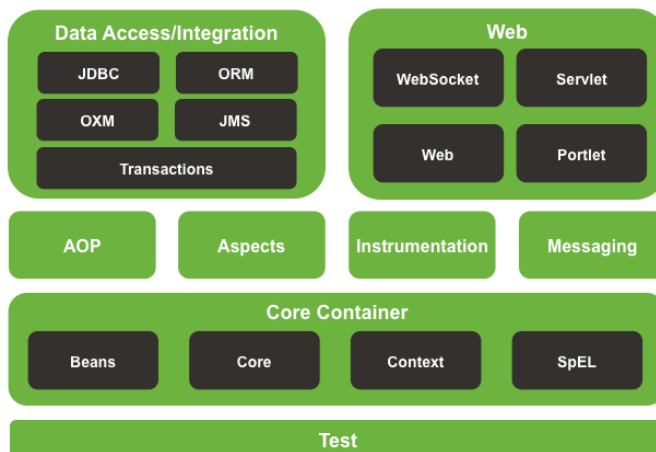 Data Access/Integration
JDBC
ORM
OXM
JMS
Transactions
Web
WebSocket
Servlet
Web
Portlet
AOP
Aspects
Instrumentation
Messaging
Core Container
Beans
Core
Context
SpEL
Test